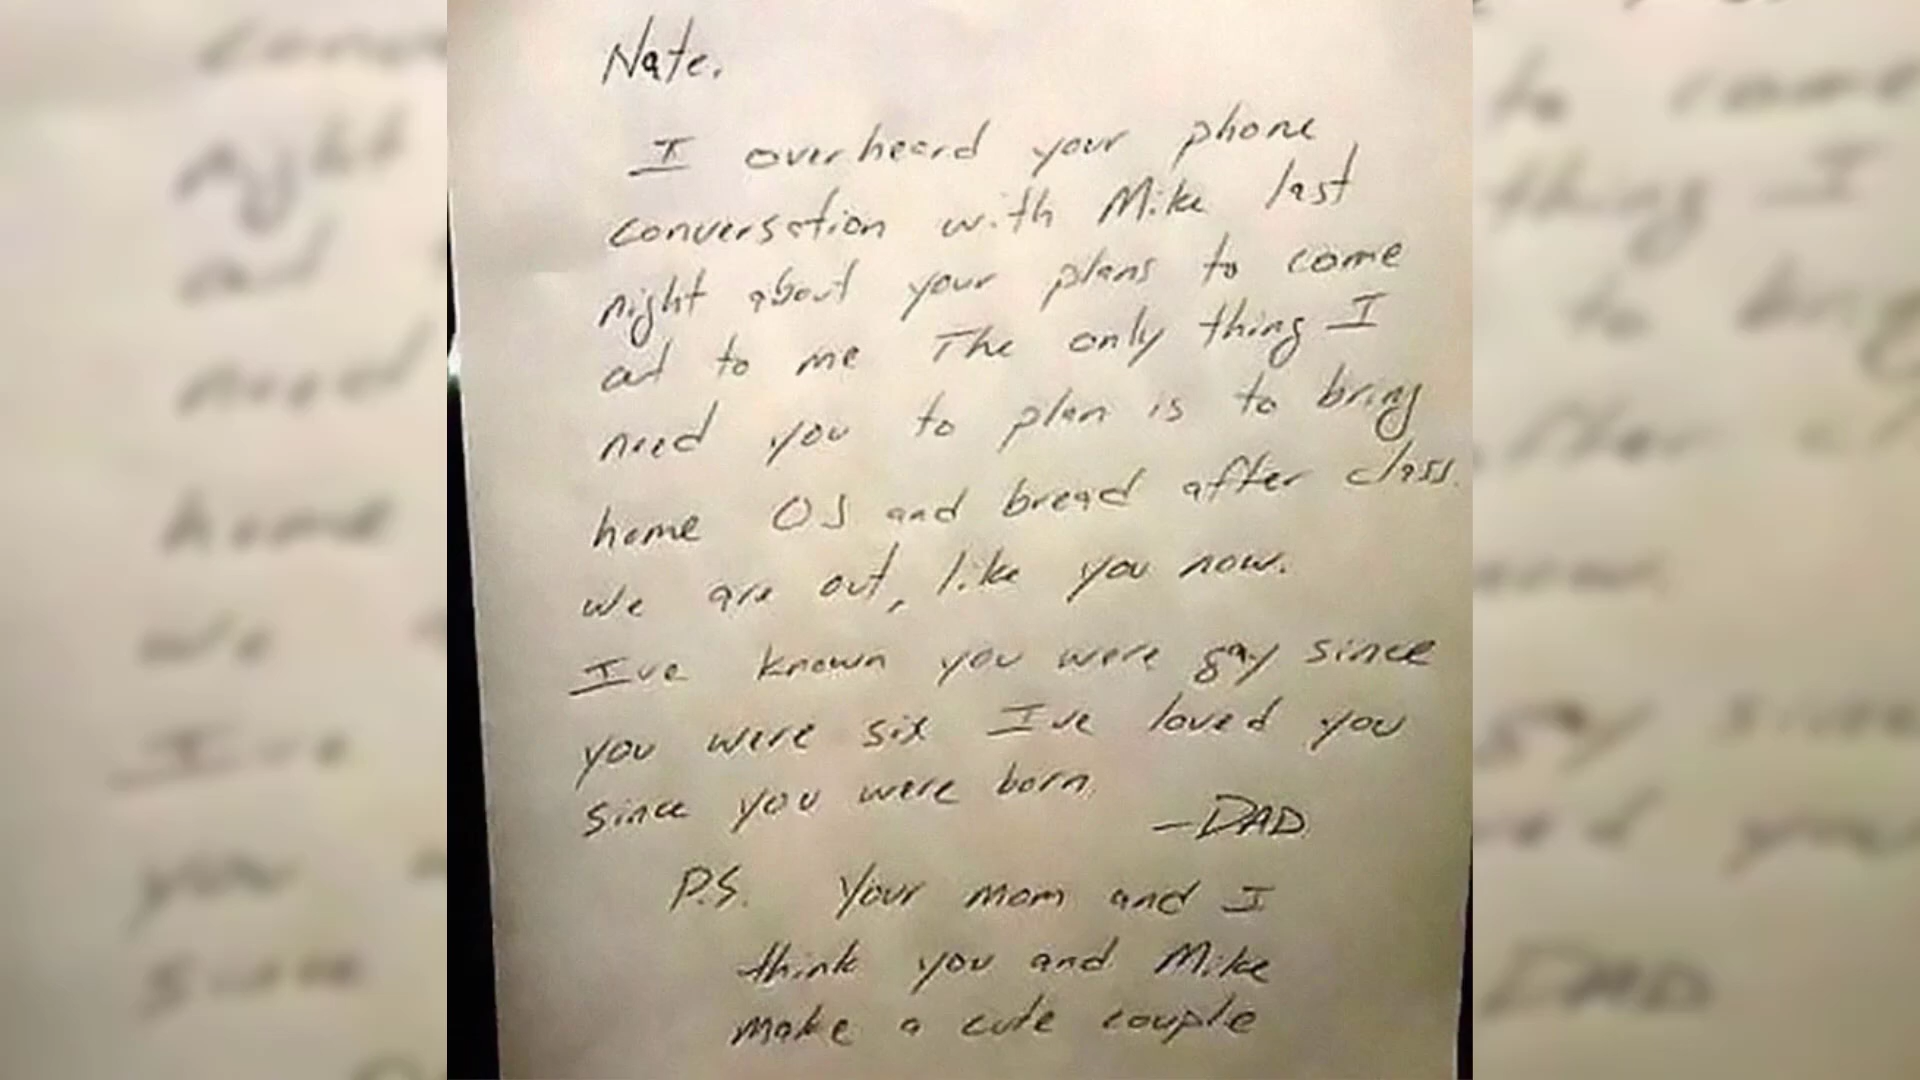 Nate.
I overheard your phone
conversation with Mike last
night about your plans to come
out to me The only thing I
need you to plan is to bring
home OJ and bread after class.
we are out, like you now.
I've known you were gay since
you were six I've loved you
since you were born.
—DAD
P.S. Your mom and I
think you and Mike
make a cute couple